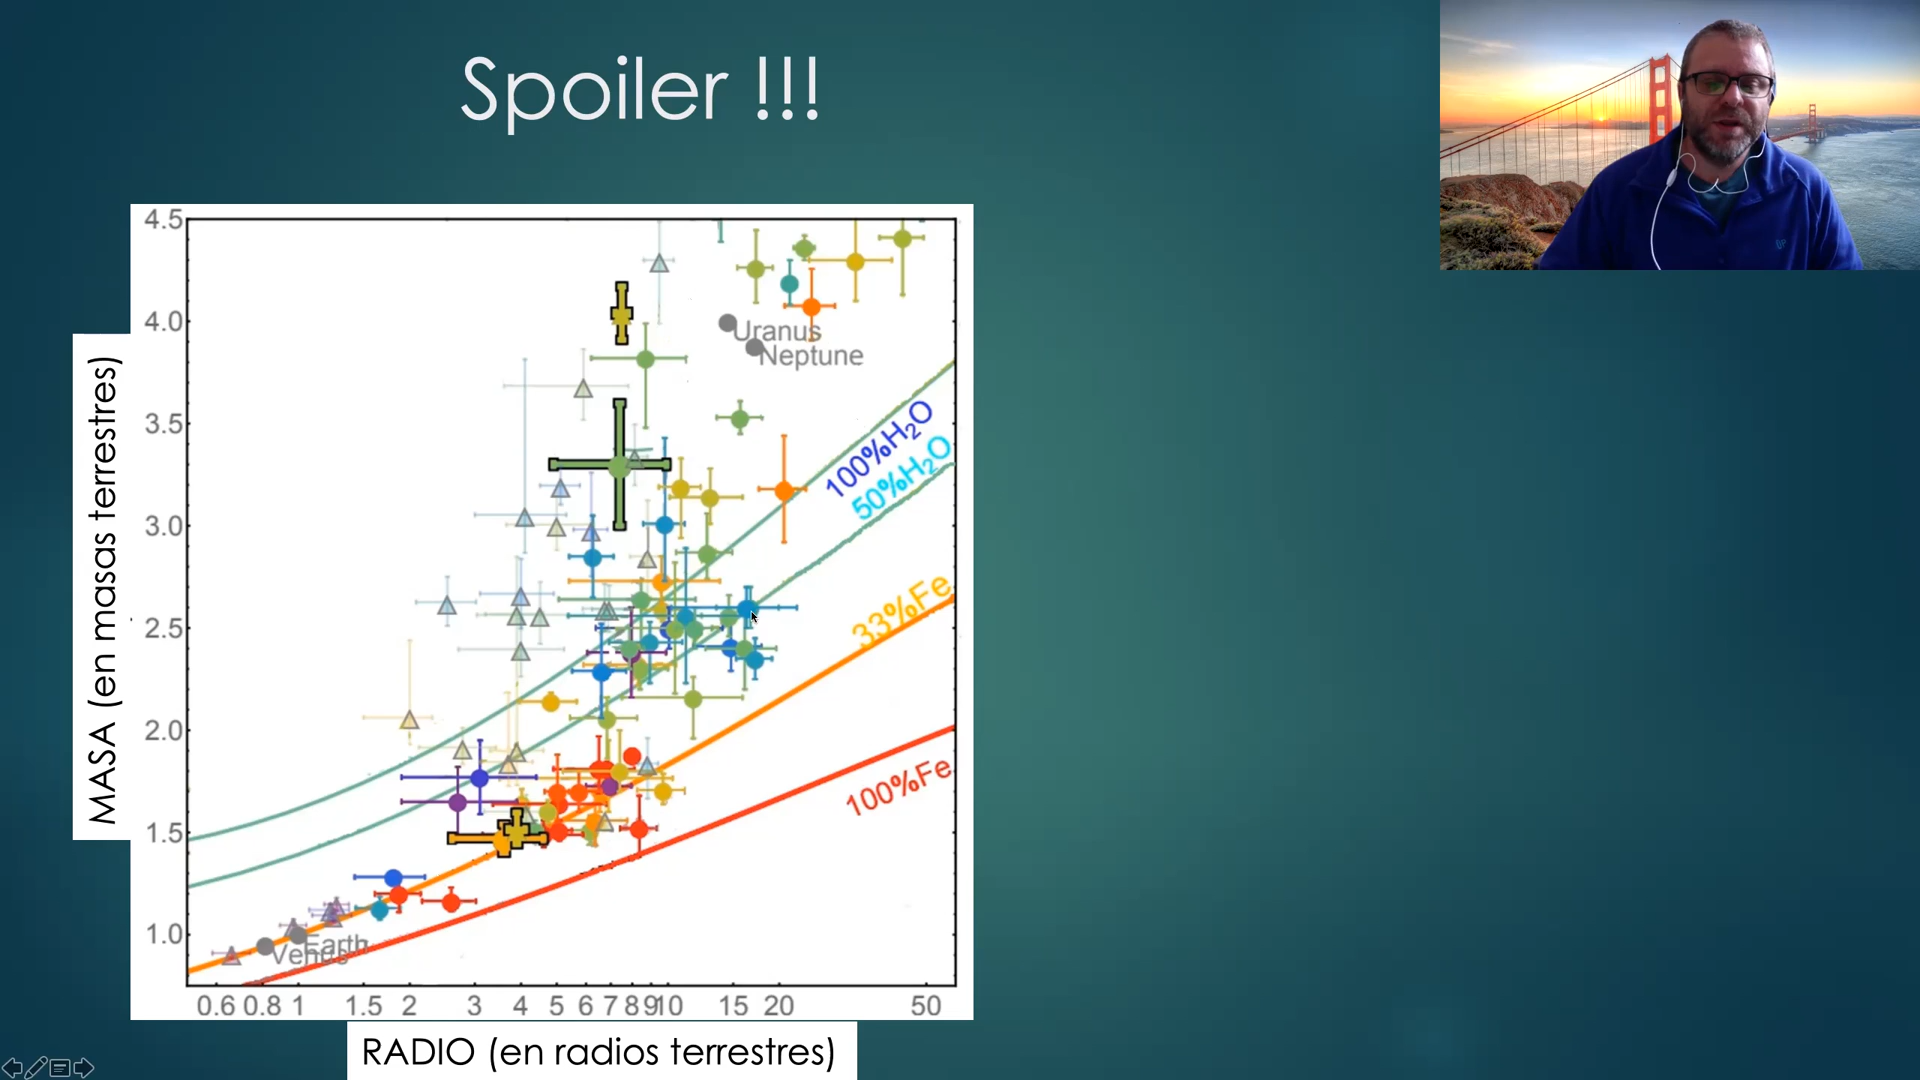 Spoiler !!!
4.5
4.0
3.5
3.0
2.5
2.0
1.5
1.0
MASA (en masas terrestres)
Uranus
Neptune
100%H₂O
50%H₂O
33%Fe
100%Fe
Earth
Venus
0.6 0.8 1 1.5 2 3 4 5 6 7 8 9 10 15 20 50
RADIO (en radios terrestres)